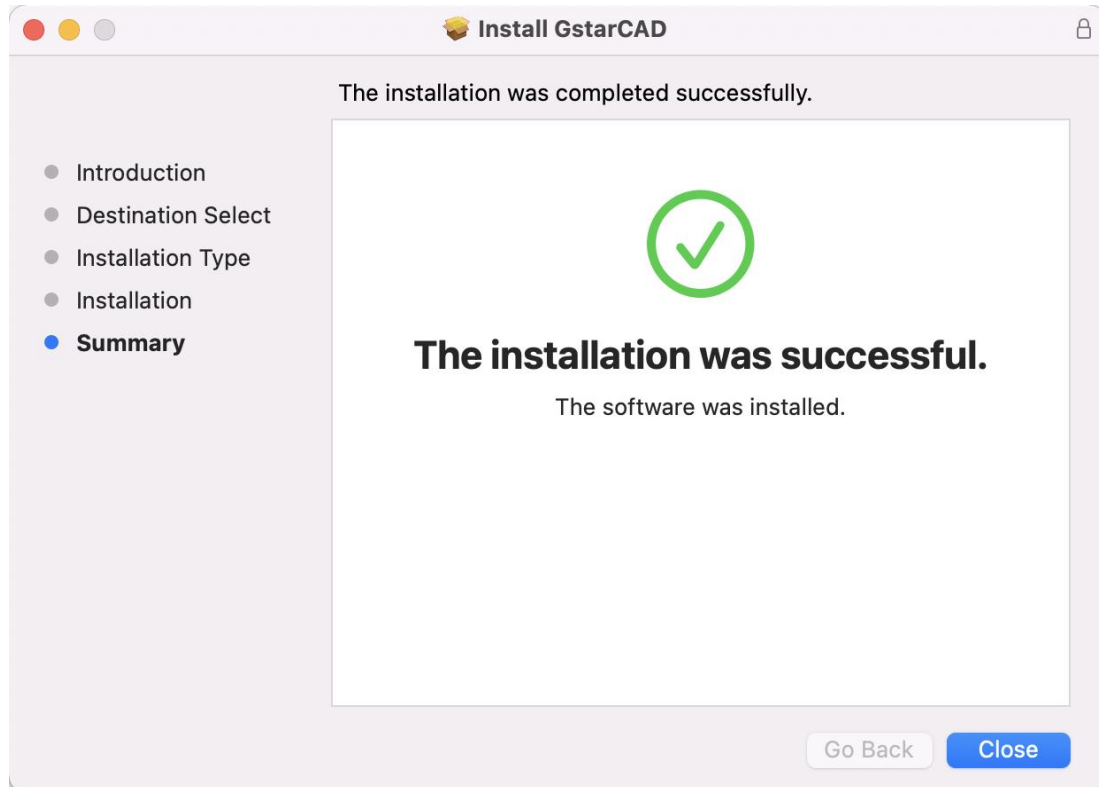 Install GstarCAD
The installation was completed successfully.
Introduction
Destination Select
Installation Type
Installation
Summary
The installation was successful.
The software was installed.
Go Back
Close